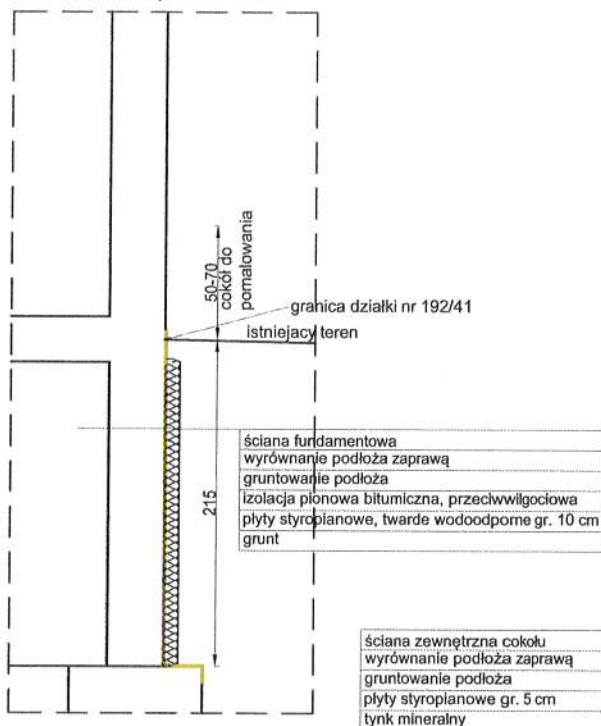 50-70
cokół do
pomalowania
granica działki nr 192/41
istniejacy teren
215
ściana fundamentowa
wyrównanie podłoża zaprawą
gruntowanie podłoża
izolacja pionowa bitumiczna, przeciwwilgociowa
płyty styropianowe, twarde wodoodporne gr. 10 cm
grunt
ściana zewnętrzna cokołu
wyrównanie podłoża zaprawą
gruntowanie podłoża
płyty styropianowe gr. 5 cm
tynk mineralny